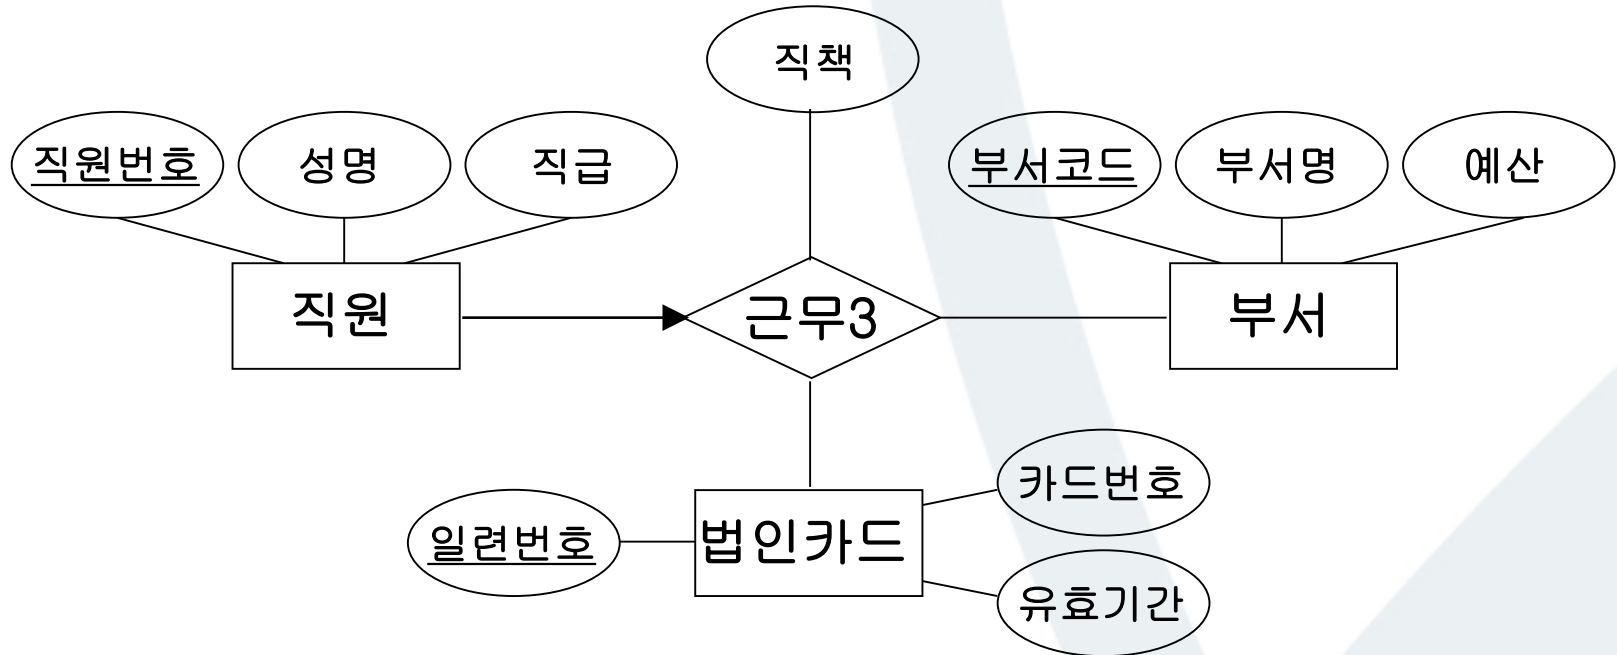 직책
직원번호
성명
직급
부서코드
부서명
예산
직원
근무3
부서
카드번호
일련번호
법인카드
유효기간